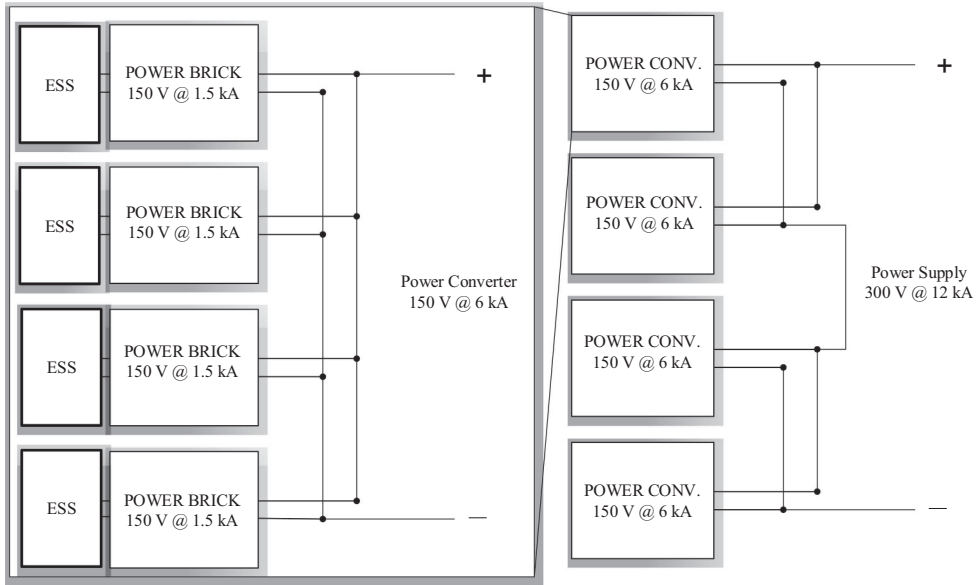 ESS
POWER BRICK
150 V @ 1.5 kA
+
ESS
POWER BRICK
150 V @ 1.5 kA
ESS
POWER BRICK
150 V @ 1.5 kA
ESS
POWER BRICK
150 V @ 1.5 kA
—
Power Converter
150 V @ 6 kA
POWER CONV.
150 V @ 6 kA
+
POWER CONV.
150 V @ 6 kA
POWER CONV.
150 V @ 6 kA
POWER CONV.
150 V @ 6 kA
—
Power Supply
300 V @ 12 kA